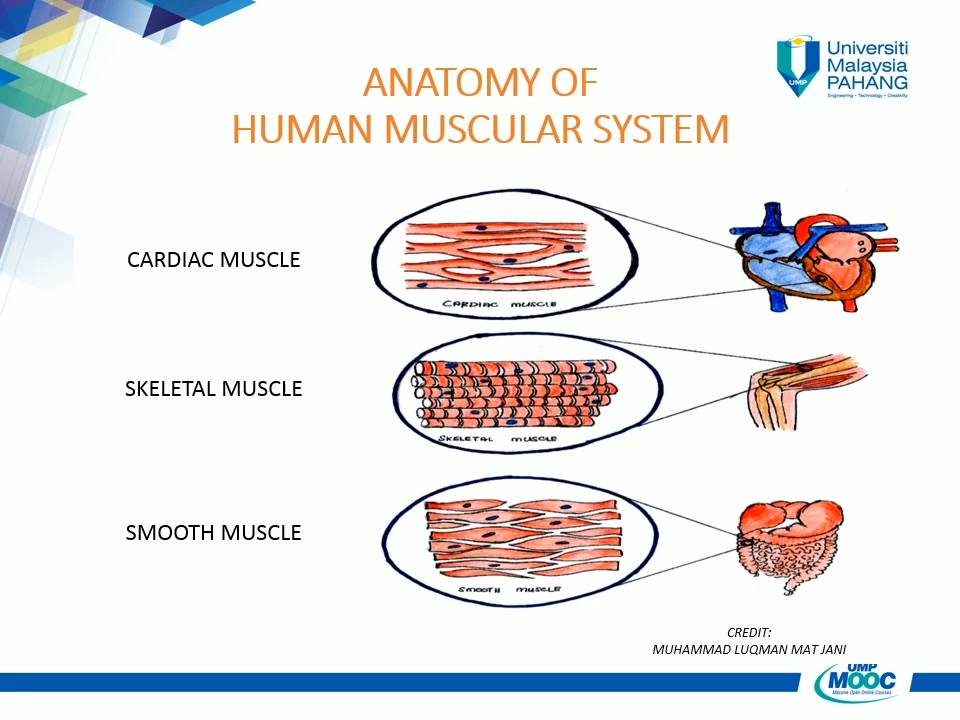 Universiti
Malaysia
PAHANG
Engineering • Technology • Creativity
UMP
ANATOMY OF
HUMAN MUSCULAR SYSTEM
CARDIAC MUSCLE
CARDIAC MUSCLE
SKELETAL MUSCLE
SKELETAL MUSCLE
SMOOTH MUSCLE
SMOOTH MUSCLE
CREDIT:
MUHAMMAD LUQMAN MAT JANI
UMP
MOOC
Massive Open Online Courses